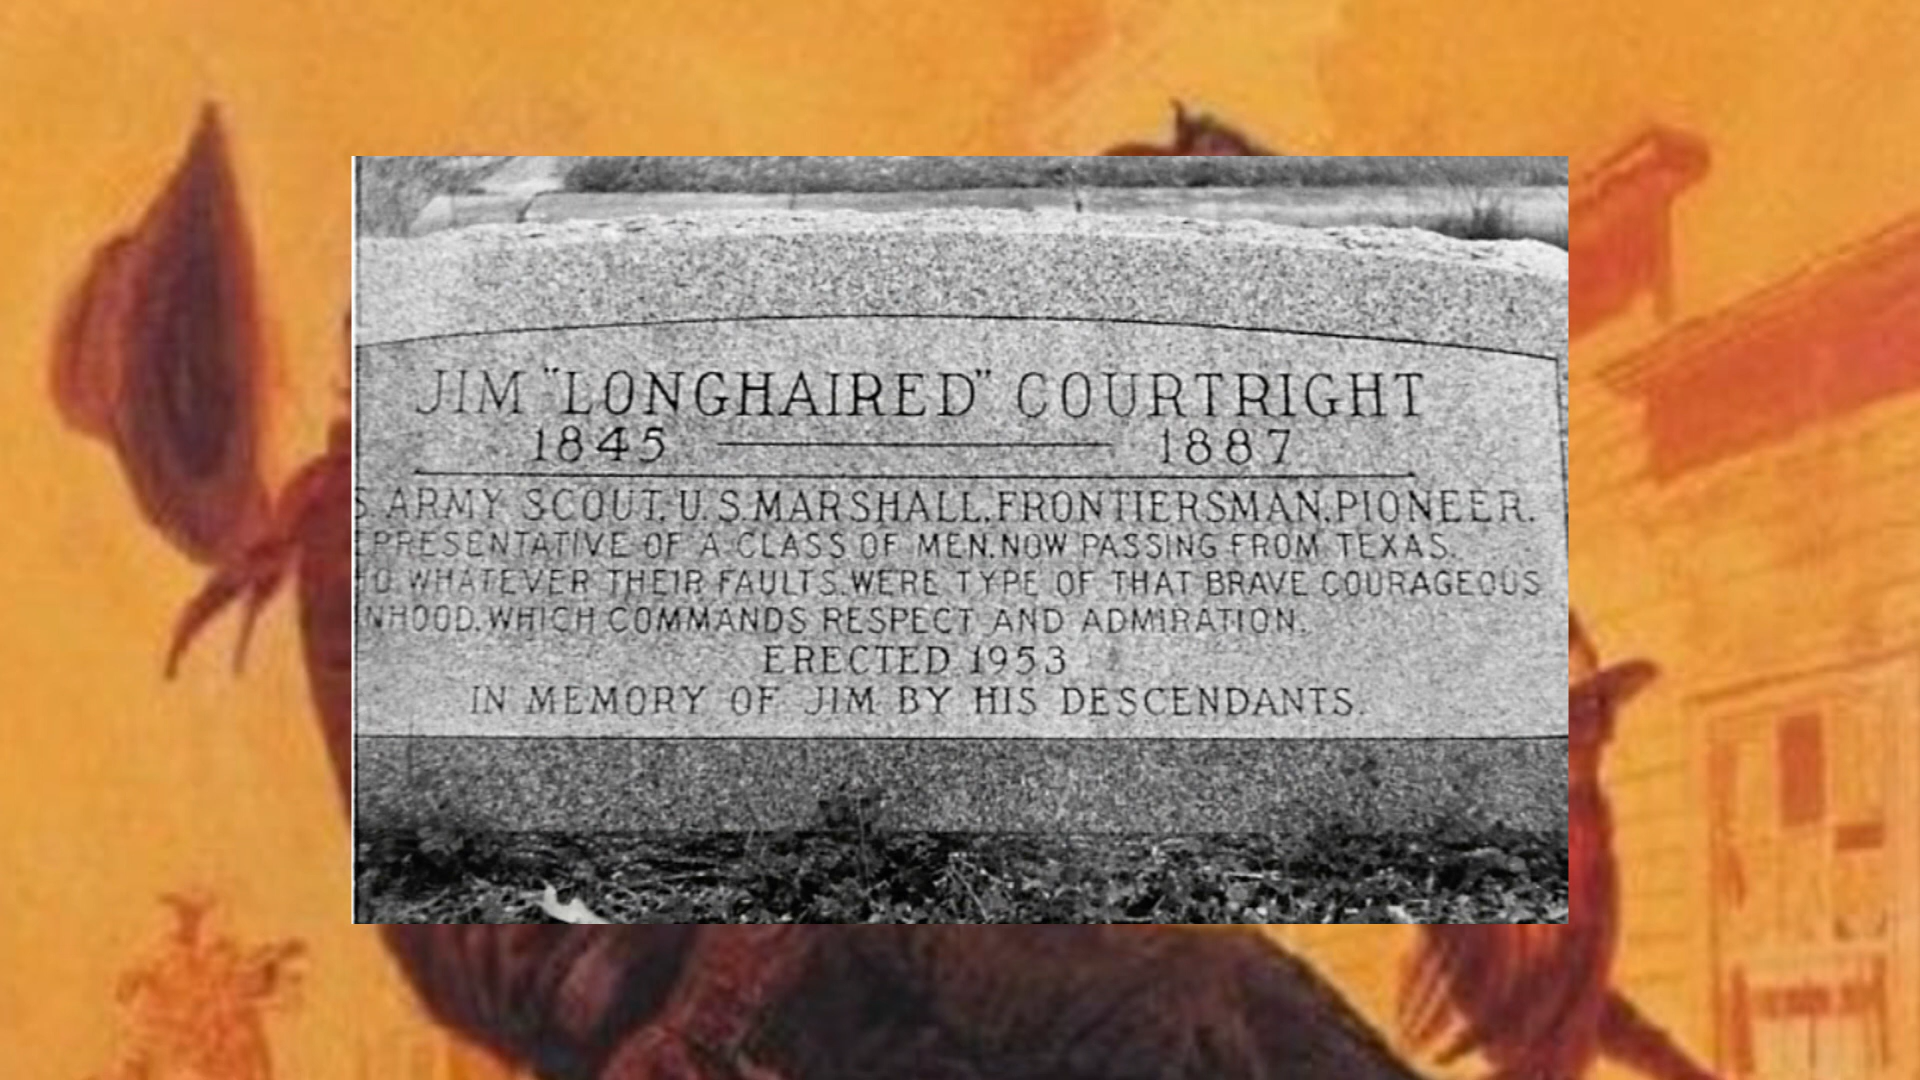 JIM "LONGHAIRED" COURTRIGHT
1845 — 1887
S ARMY SCOUT. U.S. MARSHALL. FRONTIERSMAN. PIONEER.
EPRESENTATIVE OF A CLASS OF MEN. NOW PASSING FROM TEXAS.
WHATEVER THEIR FAULTS. WERE TYPE OF THAT BRAVE COURAGEOUS
NHOOD. WHICH COMMANDS RESPECT AND ADMIRATION.
ERECTED 1953
IN MEMORY OF JIM BY HIS DESCENDANTS.